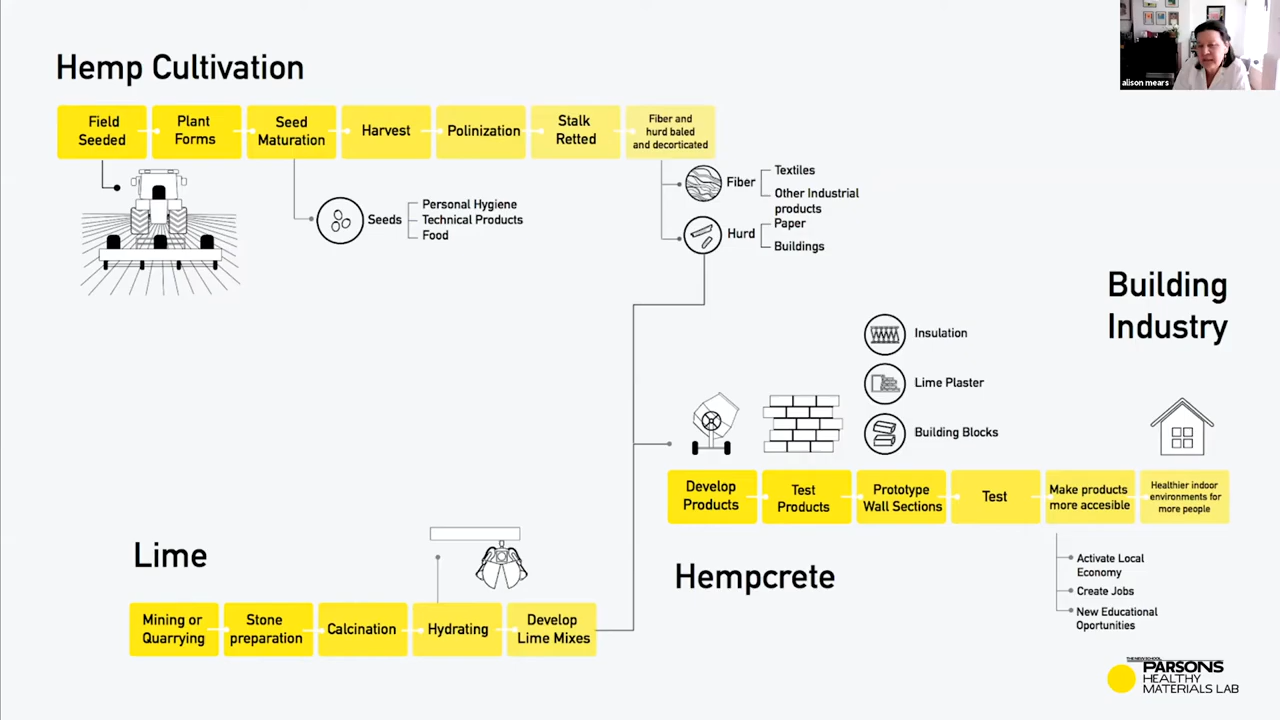 alison mears
Hemp Cultivation
Field
Seeded
Plant
Forms
Seed
Maturation
Harvest
Polinization
Stalk
Retted
Fiber and
hurd baled
and decorticated
Seeds
Personal Hygiene
Technical Products
Food
Fiber
Textiles
Other Industrial
products
Hurd
Paper
Buildings
Building
Industry
Insulation
Lime Plaster
Building Blocks
Develop
Products
Test
Products
Prototype
Wall Sections
Test
Make products
more accesible
Healthier indoor
environments for
more people
Hempcrete
Activate Local
Economy
Create Jobs
New Educational
Oportunities
Lime
Mining or
Quarrying
Stone
preparation
Calcination
Hydrating
Develop
Lime Mixes
THE NEW SCHOOL
PARSONS
HEALTHY
MATERIALS LAB